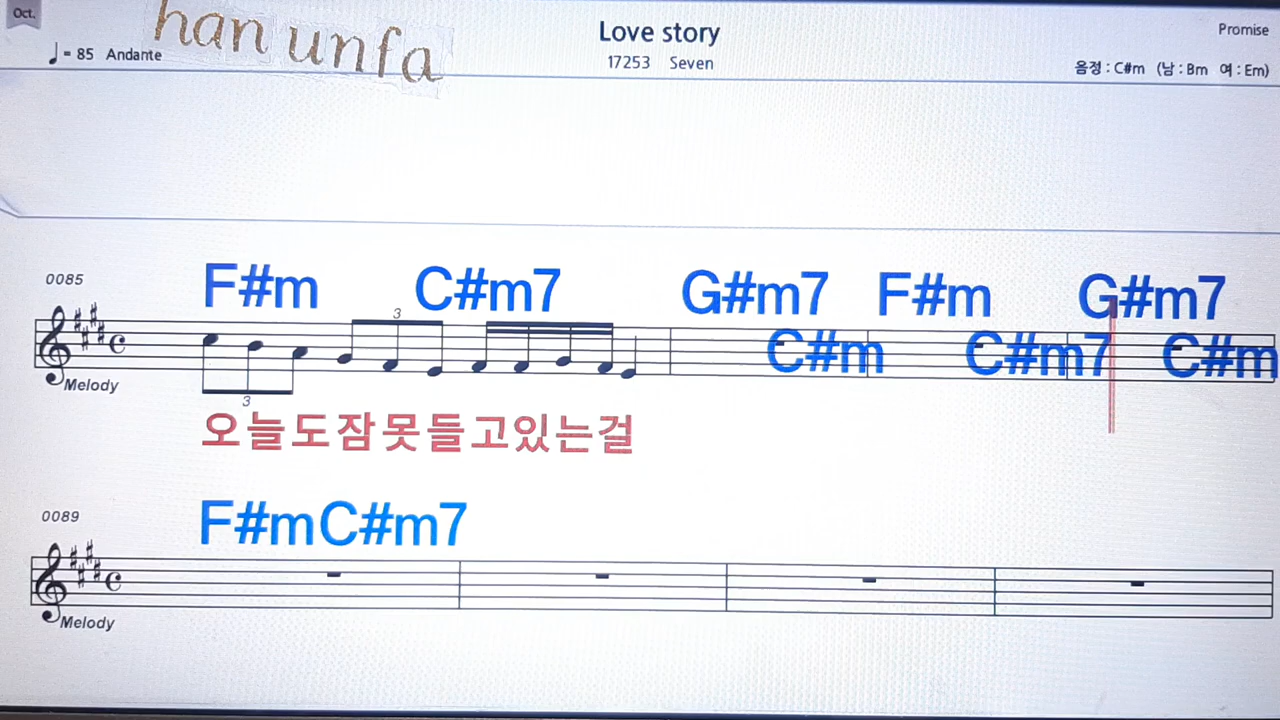 Oct.
han unfa
Love story
Promise
♩ = 85 Andante
17253 Seven
음정 : C#m (남 : Bm 여 : Em)
0085
F#m C#m7 G#m7 F#m G#m7
3
C#m C#m7 C#m
Melody
3
오늘도잠못들고있는걸
0089
F#m C#m7
Melody